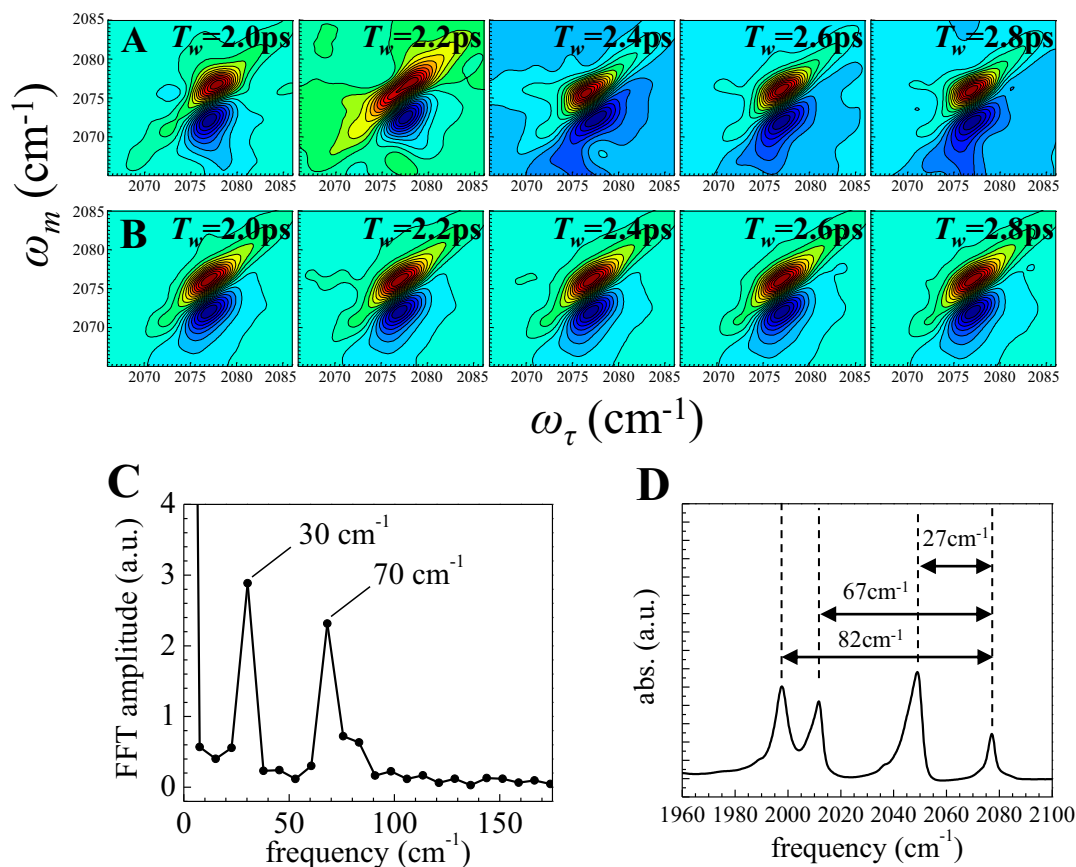 A T_w=2.0ps T_w=2.2ps T_w=2.4ps T_w=2.6ps T_w=2.8ps
2085
2080
2075
2070
2070 2075 2080 2085 2070 2075 2080 2085 2070 2075 2080 2085 2070 2075 2080 2085 2070 2075 2080 2085
B T_w=2.0ps T_w=2.2ps T_w=2.4ps T_w=2.6ps T_w=2.8ps
2085
2080
2075
2070
2070 2075 2080 2085 2070 2075 2080 2085 2070 2075 2080 2085 2070 2075 2080 2085 2070 2075 2080 2085
ω_m (cm⁻¹)
ω_τ (cm⁻¹)
C
4
3
2
1
0
FFT amplitude (a.u.)
30 cm⁻¹
70 cm⁻¹
0 50 100 150
frequency (cm⁻¹)
D
abs. (a.u.)
27cm⁻¹
67cm⁻¹
82cm⁻¹
1960 1980 2000 2020 2040 2060 2080 2100
frequency (cm⁻¹)